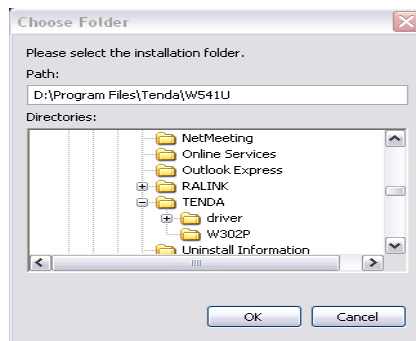 Choose Folder
Please select the installation folder.
Path:
D:\Program Files\Tenda\W541U
Directories:
NetMeeting
Online Services
Outlook Express
RALINK
TENDA
driver
W302P
Uninstall Information
OK
Cancel